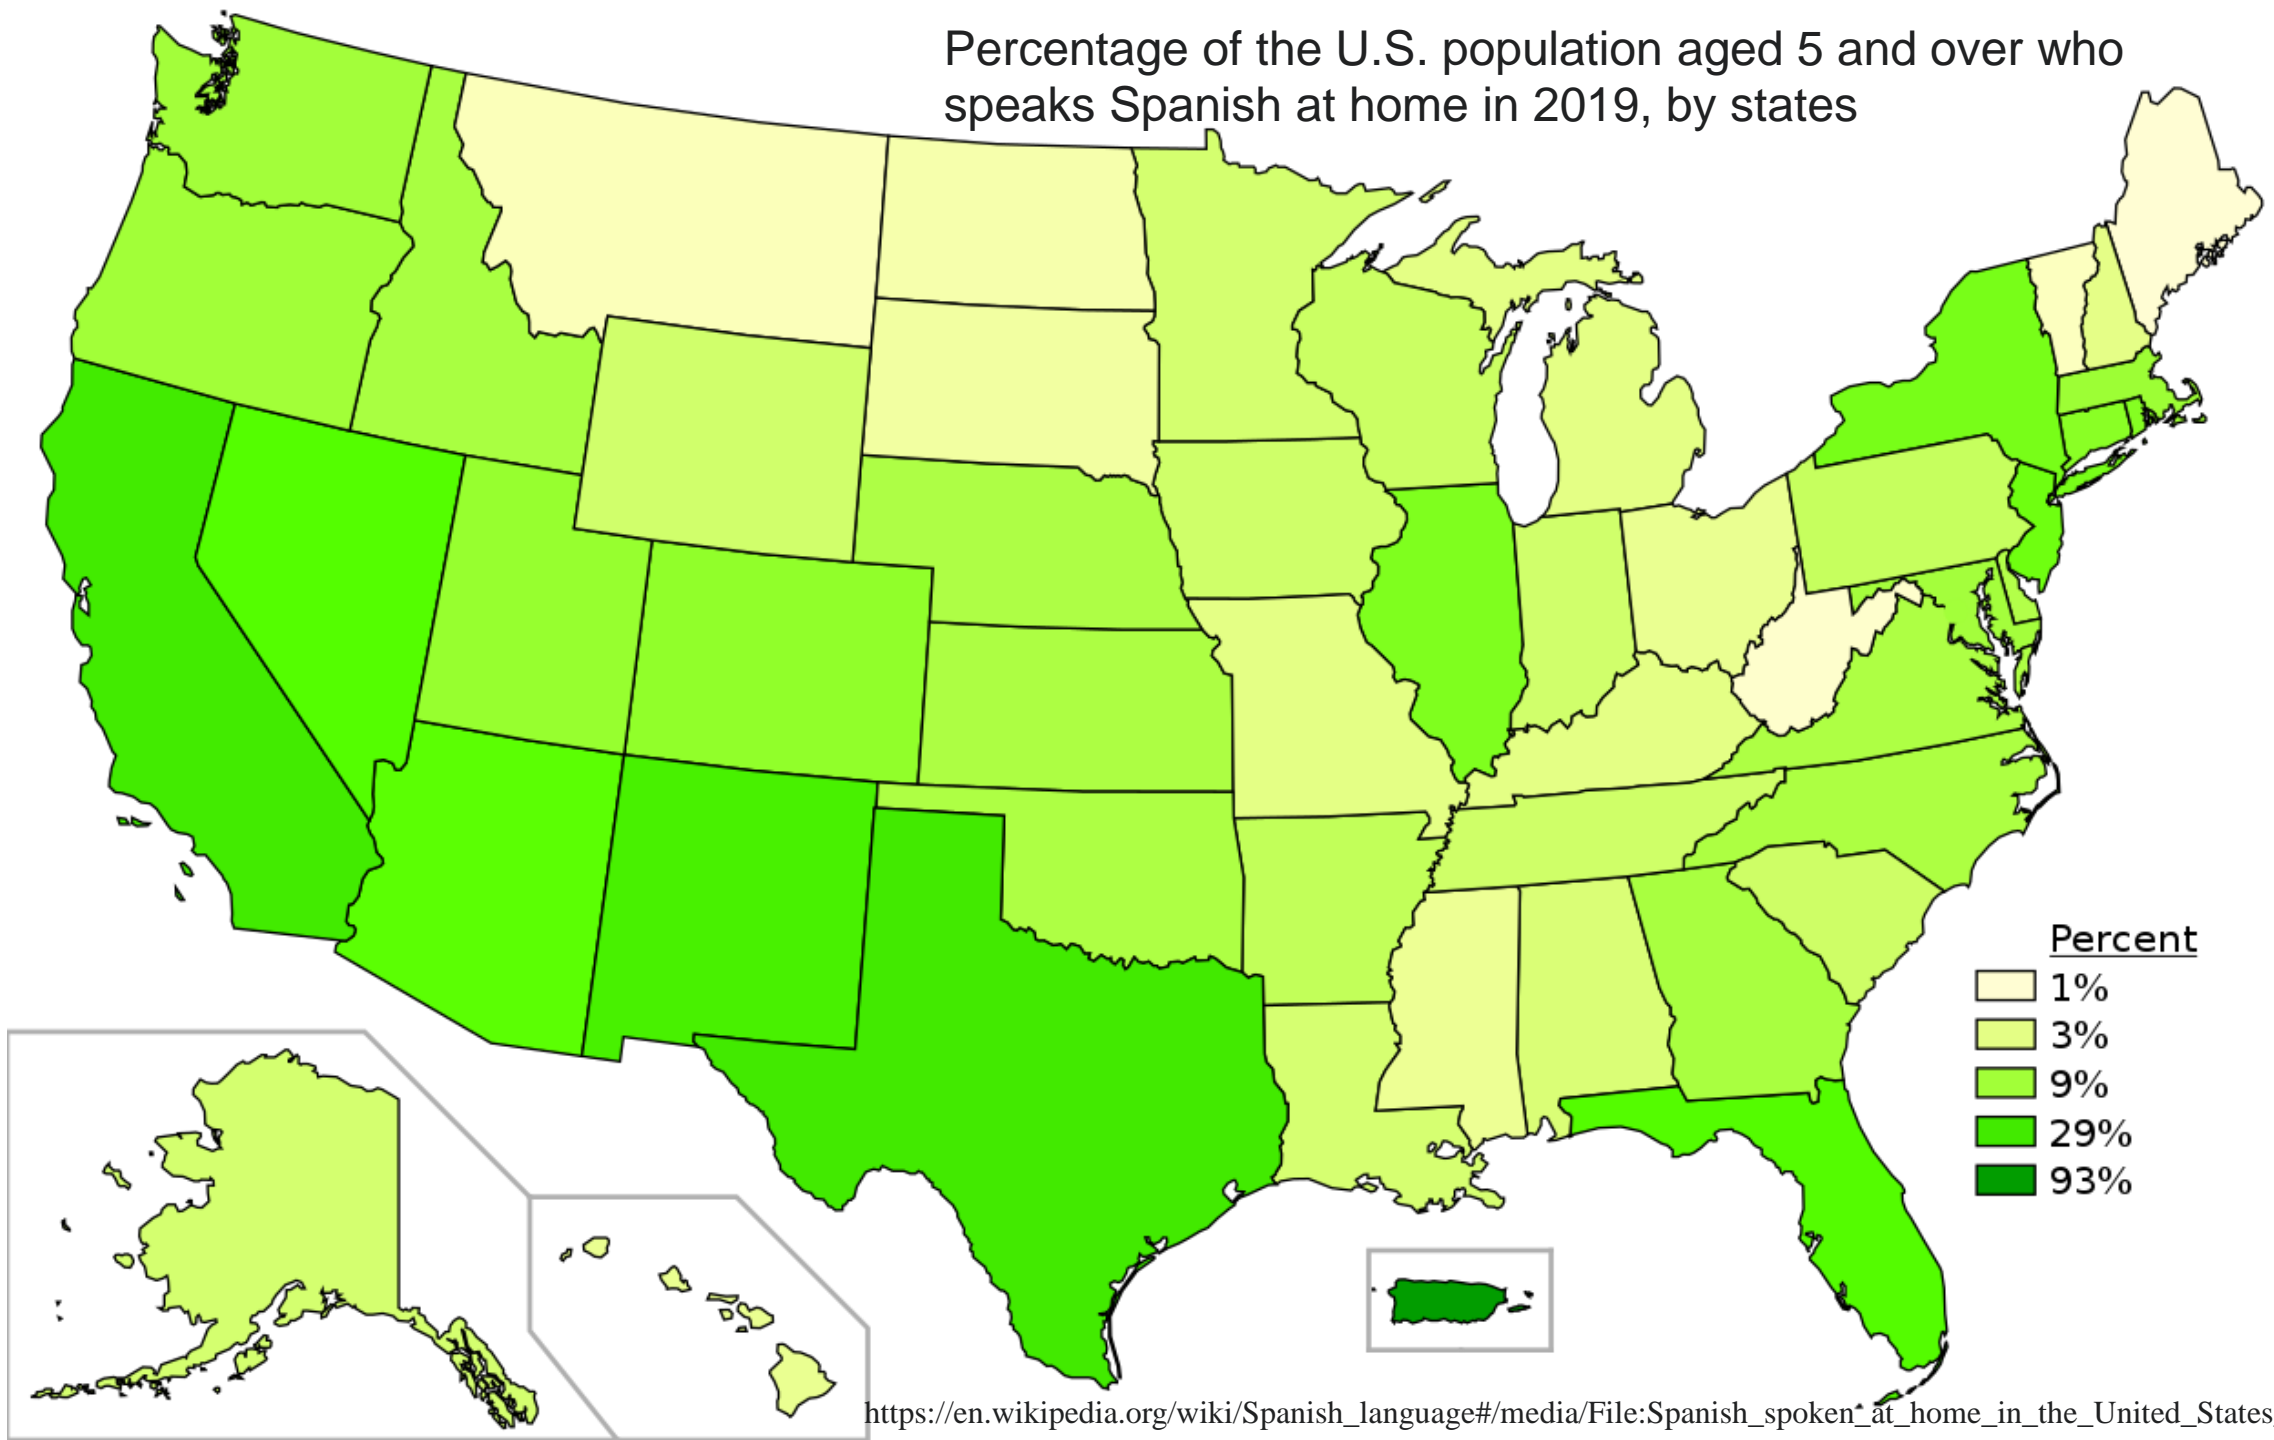 Percentage of the U.S. population aged 5 and over who
speaks Spanish at home in 2019, by states
Percent
1%
3%
9%
29%
93%
https://en.wikipedia.org/wiki/Spanish_language#/media/File:Spanish_spoken_at_home_in_the_United_States